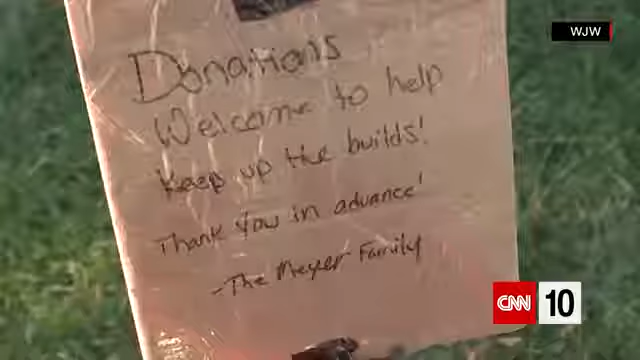 WJW
Donations
Welcome to help
Keep up the builds!
Thank you in advance!
-The Meyer Family
CNN 10